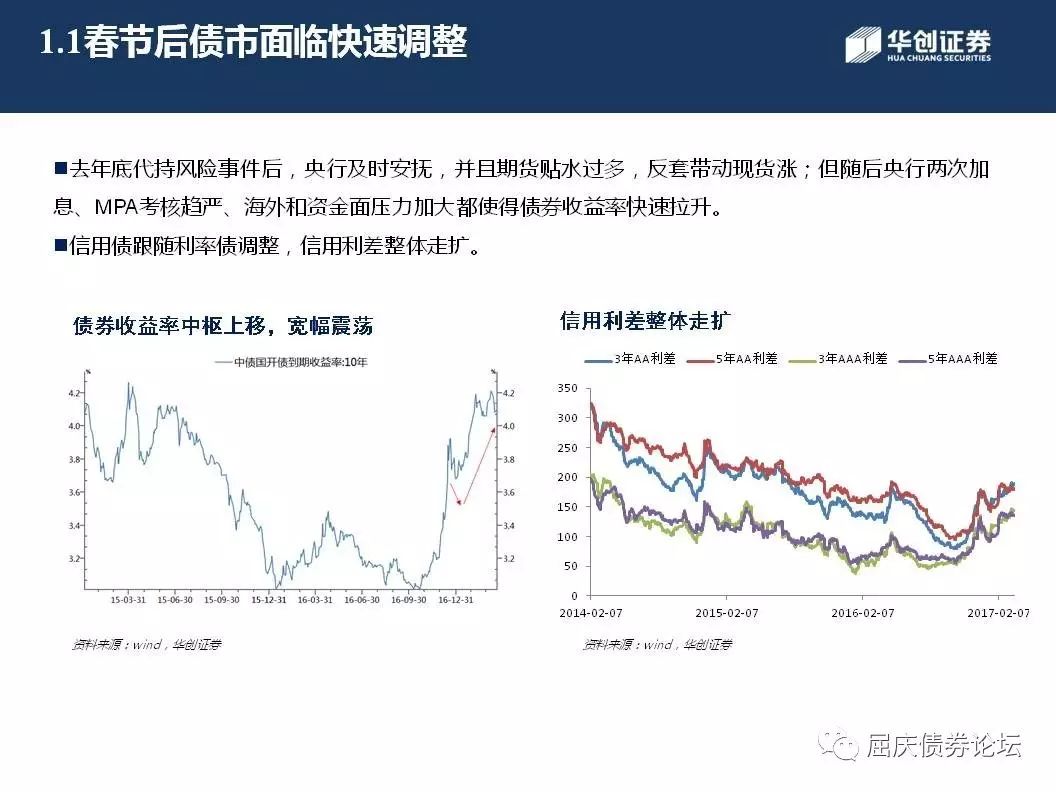 1.1春节后债市面临快速调整
华创证券
HUA CHUANG SECURITIES
■去年底代持风险事件后，央行及时安抚，并且期货贴水过多，反套带动现货涨；但随后央行两次加
息、MPA考核趋严、海外和资金面压力加大都使得债券收益率快速拉升。
■信用债跟随利率债调整，信用利差整体走扩。
债券收益率中枢上移，宽幅震荡
中债国开债到期收益率:10年
% %
4.2 4.2
4.0 4.0
3.8 3.8
3.6 3.6
3.4 3.4
3.2 3.2
15-03-31 15-06-30 15-09-30 15-12-31 16-03-31 16-06-30 16-09-30 16-12-31
资料来源：wind，华创证券
信用利差整体走扩
3年AA利差 5年AA利差 3年AAA利差 5年AAA利差
350
300
250
200
150
100
50
0
2014-02-07 2015-02-07 2016-02-07 2017-02-07
资料来源：wind，华创证券
屈庆债券论坛